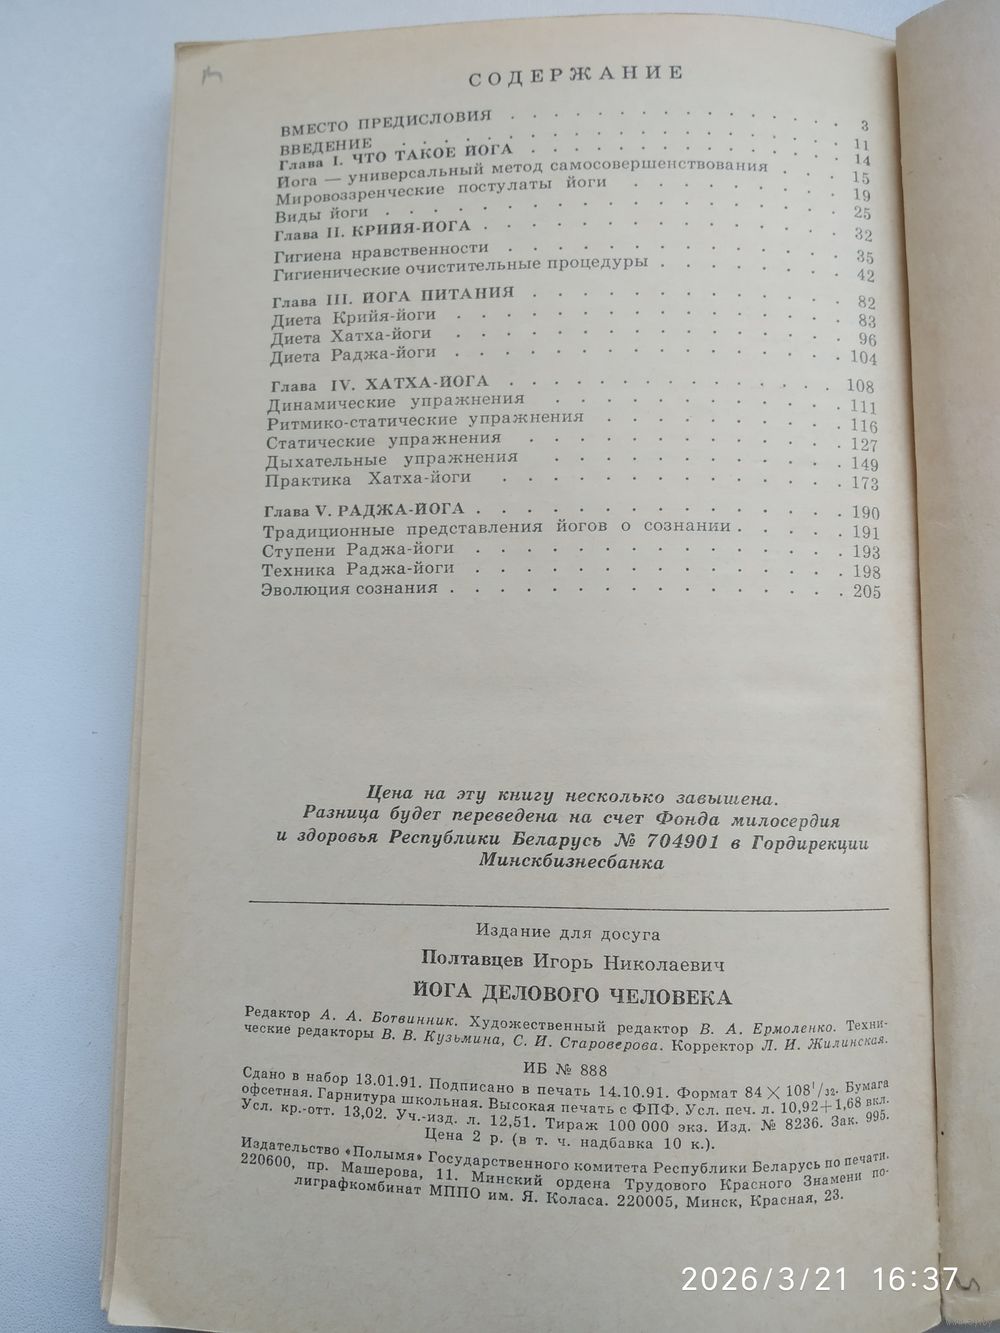 СОДЕРЖАНИЕ
ВМЕСТО ПРЕДИСЛОВИЯ . . . 3
ВВЕДЕНИЕ . . . 11
Глава I. ЧТО ТАКОЕ ЙОГА . . . 14
Йога — универсальный метод самосовершенствования . . . 15
Мировоззренческие постулаты йоги . . . 19
Виды йоги . . . 25
Глава II. КРИЙЯ-ЙОГА . . . 32
Гигиена нравственности . . . 35
Гигиенические очистительные процедуры . . . 42
Глава III. ЙОГА ПИТАНИЯ . . . 82
Диета Крийя-йоги . . . 83
Диета Хатха-йоги . . . 96
Диета Раджа-йоги . . . 104
Глава IV. ХАТХА-ЙОГА . . . 108
Динамические упражнения . . . 111
Ритмико-статические упражнения . . . 116
Статические упражнения . . . 127
Дыхательные упражнения . . . 149
Практика Хатха-йоги . . . 173
Глава V. РАДЖА-ЙОГА . . . 190
Традиционные представления йогов о сознании . . . 191
Ступени Раджа-йоги . . . 193
Техника Раджа-йоги . . . 198
Эволюция сознания . . . 205
Цена на эту книгу несколько завышена.
Разница будет переведена на счет Фонда милосердия
и здоровья Республики Беларусь № 704901 в Гордирекции
Минскбизнесбанка
Издание для досуга
Полтавцев Игорь Николаевич
ЙОГА ДЕЛОВОГО ЧЕЛОВЕКА
Редактор А. А. Ботвинник. Художественный редактор В. А. Ермоленко. Техни-
ческие редакторы В. В. Кузьмина, С. И. Староверова. Корректор Л. И. Жилинская.
ИБ № 888
Сдано в набор 13.01.91. Подписано в печать 14.10.91. Формат 84×108¹/₃₂. Бумага
офсетная. Гарнитура школьная. Высокая печать с ФПФ. Усл. печ. л. 10,92+1,68 вкл.
Усл. кр.-отт. 13,02. Уч.-изд. л. 12,51. Тираж 100 000 экз. Изд. № 8236. Зак. 995.
Цена 2 р. (в т. ч. надбавка 10 к.).
Издательство «Полымя» Государственного комитета Республики Беларусь по печати.
220600, пр. Машерова, 11. Минский ордена Трудового Красного Знамени по-
лиграфкомбинат МППО им. Я. Коласа. 220005, Минск, Красная, 23.
2026/3/21 16:37